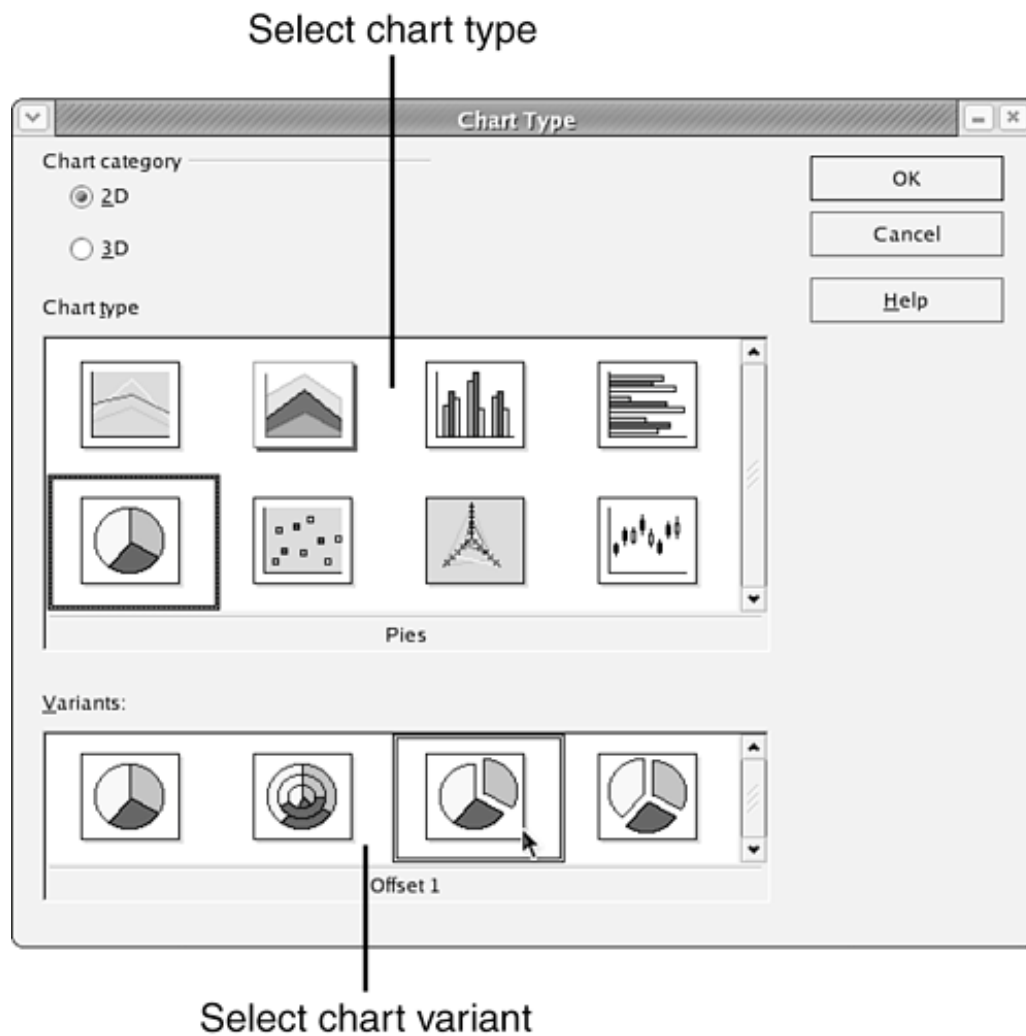 Select chart type
Chart Type
Chart category
2D
3D
OK
Cancel
Help
Chart type
Pies
Variants:
Offset 1
Select chart variant